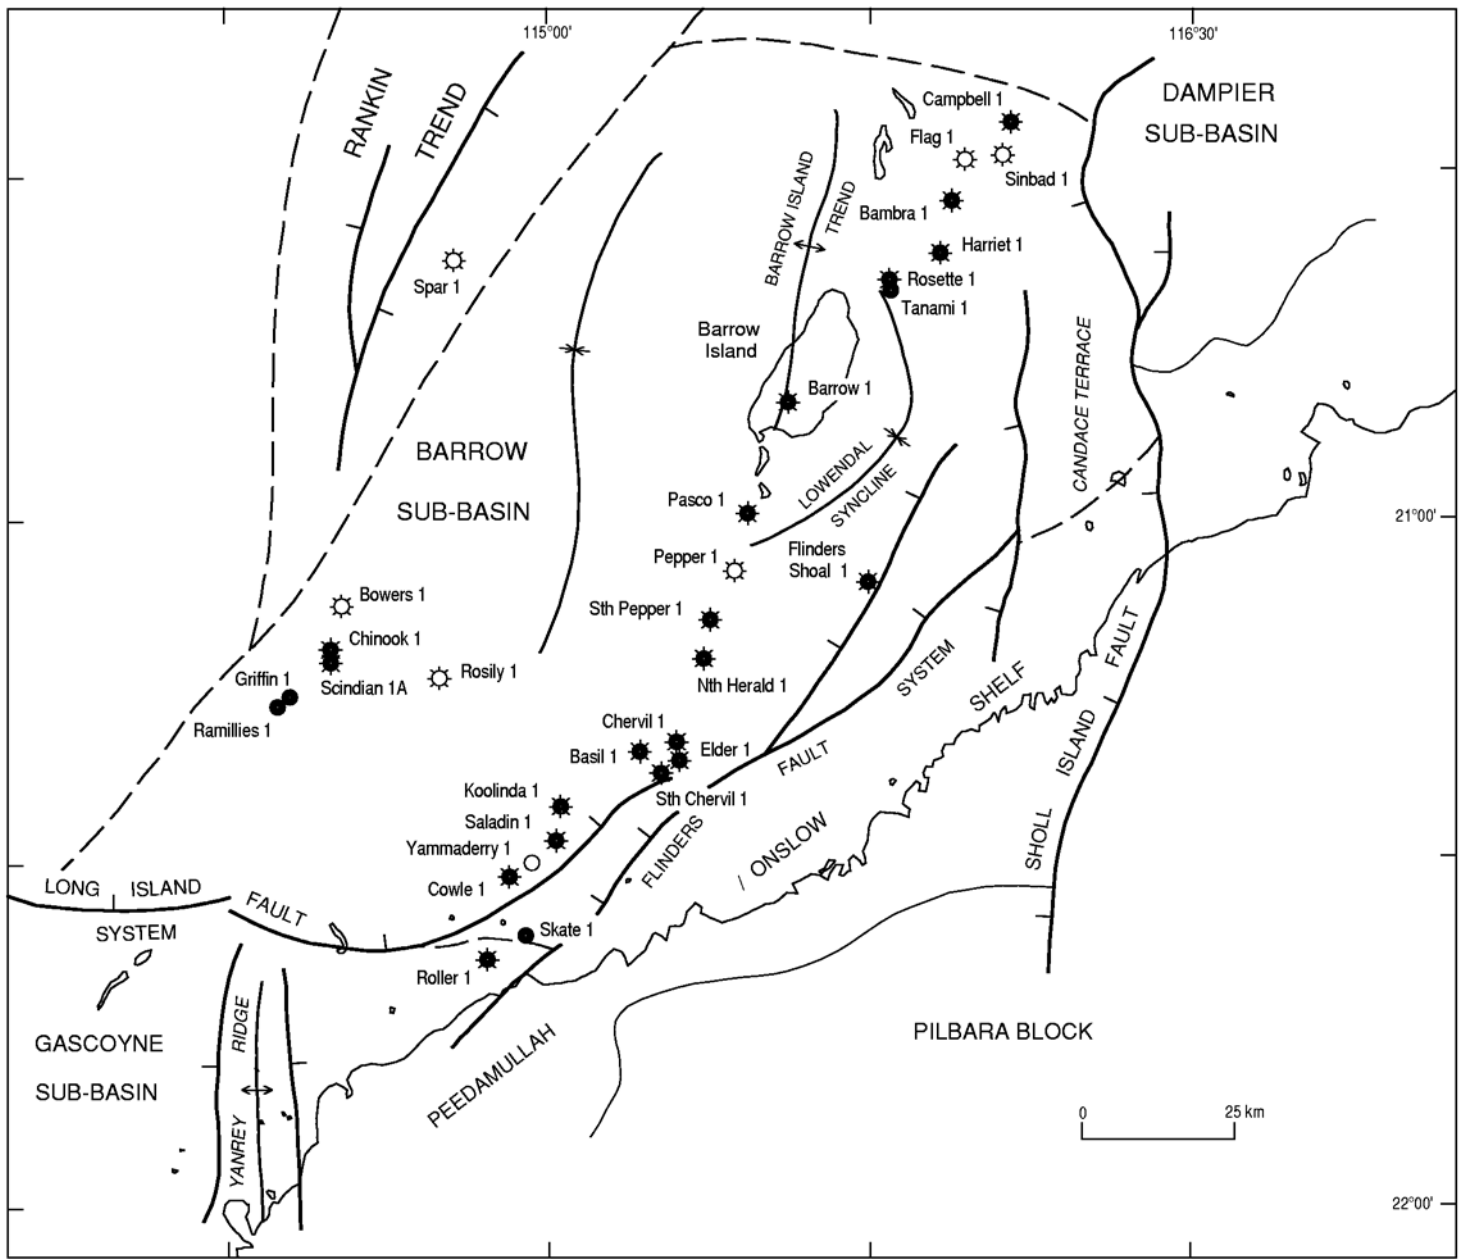 115°00'
116°30'
RANKIN
TREND
DAMPIER
SUB-BASIN
Campbell 1
Flag 1
Sinbad 1
BARROW ISLAND
TREND
Bambra 1
Harriet 1
Spar 1
Rosette 1
Tanami 1
Barrow
Island
CANDACE TERRACE
Barrow 1
BARROW
SUB-BASIN
LOWENDAL
SYNCLINE
Pasco 1
21°00'
Pepper 1
Flinders
Shoal 1
Bowers 1
Sth Pepper 1
Chinook 1
Griffin 1
Scindian 1A
Rosily 1
Nth Herald 1
Ramillies 1
SYSTEM
SHELF
FAULT
ISLAND
SHOLL
Chervil 1
Basil 1
Elder 1
FAULT
Koolinda 1
Sth Chervil 1
Saladin 1
Yammaderry 1
FLINDERS
/ ONSLOW
Cowle 1
LONG ISLAND
FAULT
SYSTEM
Skate 1
Roller 1
GASCOYNE
SUB-BASIN
RIDGE
YANREY
PEEDAMULLAH
PILBARA BLOCK
0 25 km
22°00'